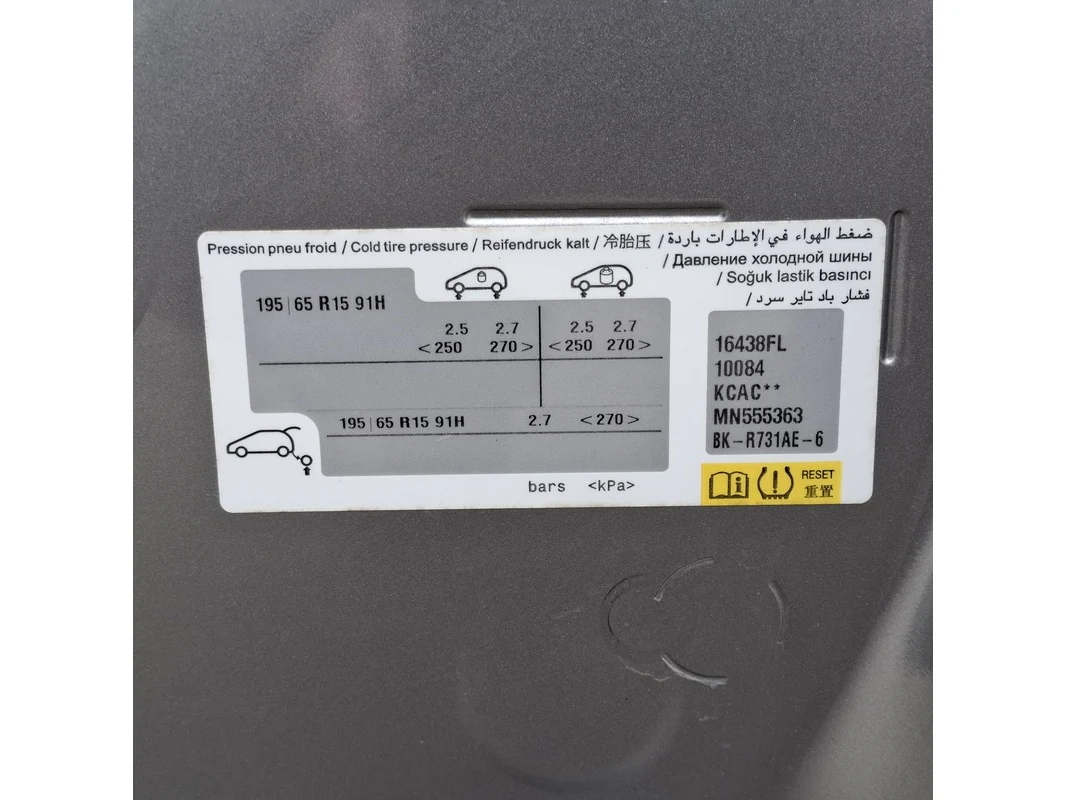 Pression pneu froid / Cold tire pressure / Reifendruck kalt / 冷胎压 / ضغط الهواء في الإطارات باردة
/ Давление холодной шины
/ Soğuk lastik basıncı
/ فشار باد تایر سرد
195 | 65 R15 91H
2.5 2.7 2.5 2.7
<250 270> <250 270>
195 | 65 R15 91H 2.7 <270>
bars <kPa>
16438FL
10084
KCAC**
MN555363
BK-R731AE-6
RESET
重置